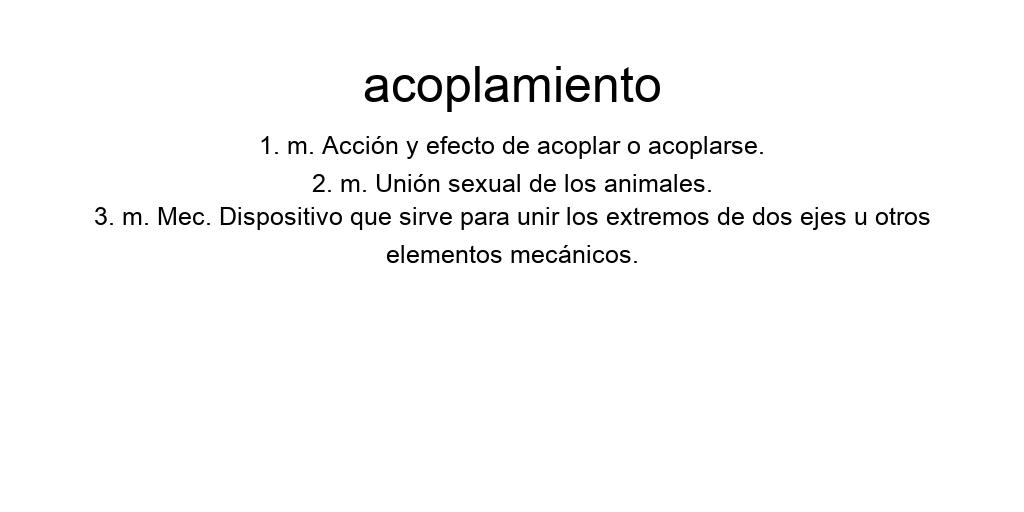 acoplamiento
1. m. Acción y efecto de acoplar o acoplarse.
2. m. Unión sexual de los animales.
3. m. Mec. Dispositivo que sirve para unir los extremos de dos ejes u otros
elementos mecánicos.